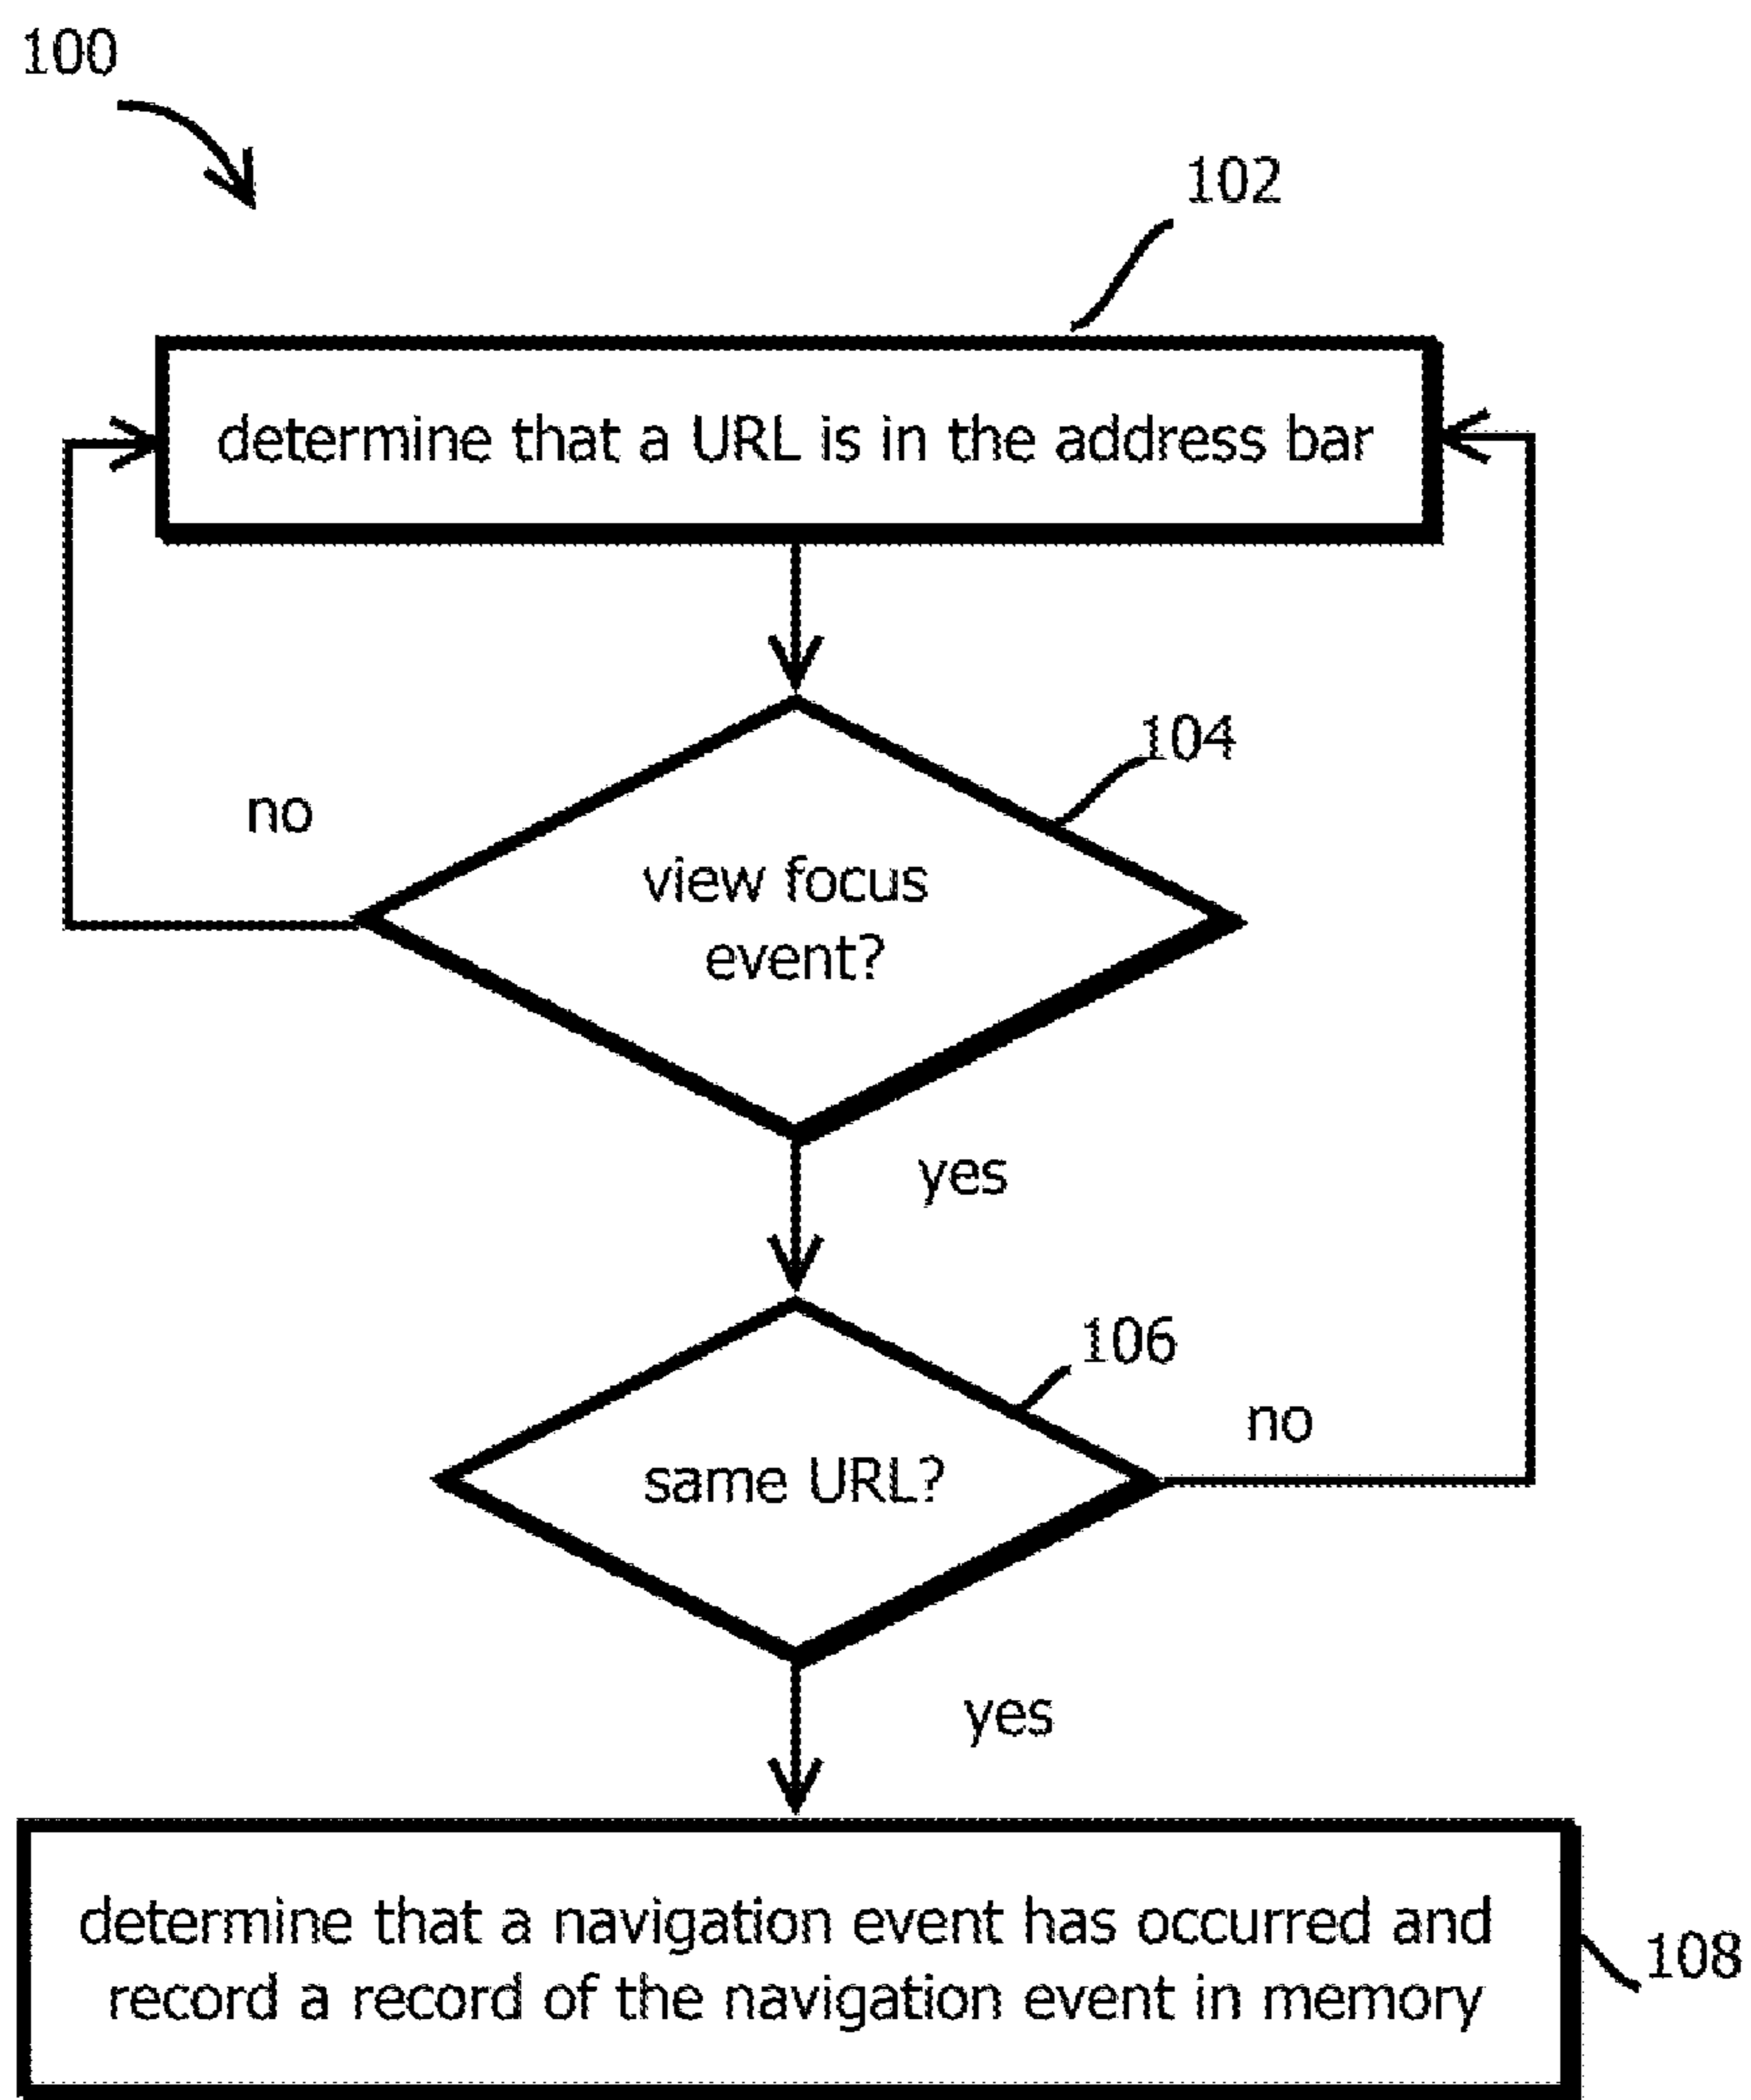 100
102
determine that a URL is in the address bar
104
no
view focus
event?
yes
106
no
same URL?
yes
determine that a navigation event has occurred and
record a record of the navigation event in memory
108